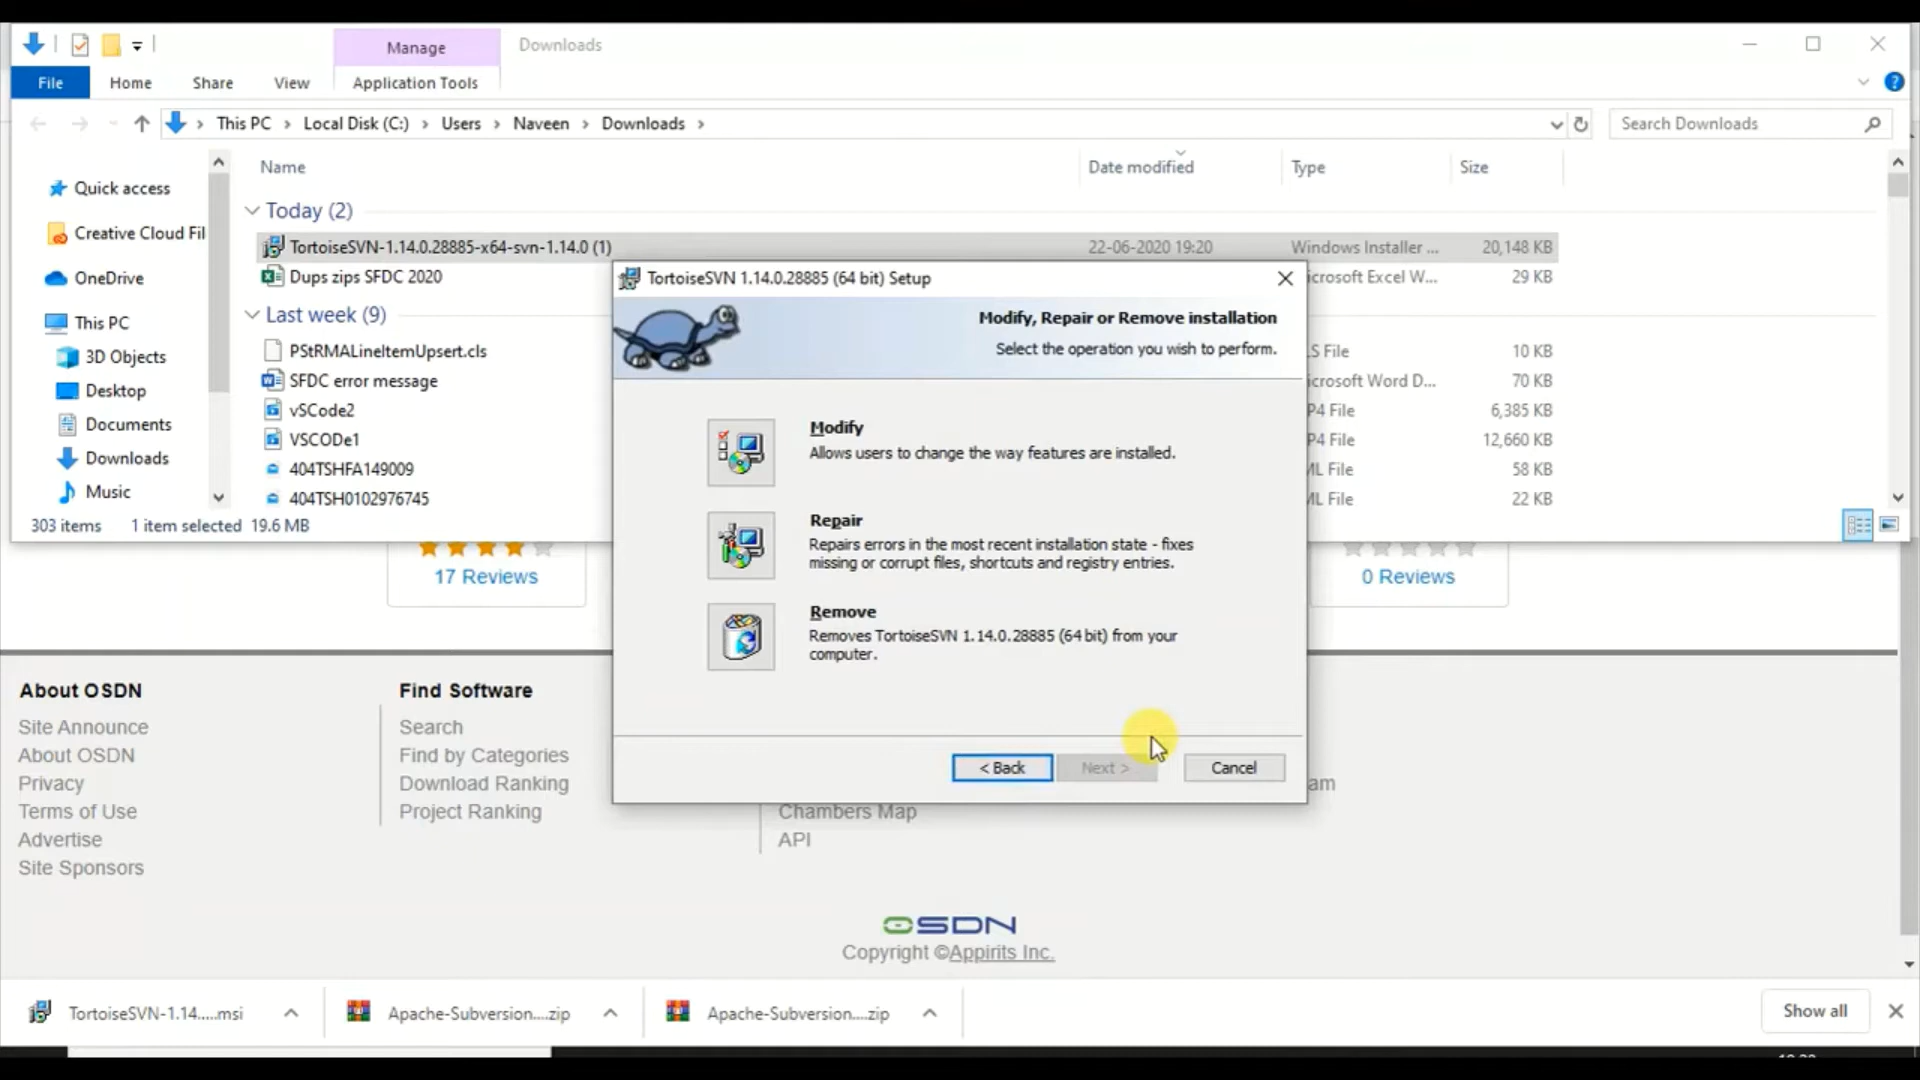 Manage
Downloads
File
Home
Share
View
Application Tools
This PC > Local Disk (C:) > Users > Naveen > Downloads >
Search Downloads
Name
Date modified
Type
Size
Quick access
Creative Cloud Fil
OneDrive
This PC
3D Objects
Desktop
Documents
Downloads
Music
Today (2)
TortoiseSVN-1.14.0.28885-x64-svn-1.14.0 (1)
22-06-2020 19:20
Windows Installer ...
20,148 KB
Dups zips SFDC 2020
icrosoft Excel W...
29 KB
Last week (9)
PStRMALineItemUpsert.cls
S File
10 KB
SFDC error message
icrosoft Word D...
70 KB
vSCode2
P4 File
6,385 KB
VSCODe1
P4 File
12,660 KB
404TSHFA149009
ML File
58 KB
404TSH0102976745
ML File
22 KB
303 items
1 item selected 19.6 MB
TortoiseSVN 1.14.0.28885 (64 bit) Setup
Modify, Repair or Remove installation
Select the operation you wish to perform.
Modify
Allows users to change the way features are installed.
Repair
Repairs errors in the most recent installation state - fixes
missing or corrupt files, shortcuts and registry entries.
Remove
Removes TortoiseSVN 1.14.0.28885 (64 bit) from your
computer.
< Back
Next >
Cancel
17 Reviews
0 Reviews
About OSDN
Site Announce
About OSDN
Privacy
Terms of Use
Advertise
Site Sponsors
Find Software
Search
Find by Categories
Download Ranking
Project Ranking
Chambers Map
API
am
OSDN
Copyright ©Appirits Inc.
TortoiseSVN-1.14.....msi
Apache-Subversion....zip
Apache-Subversion....zip
Show all